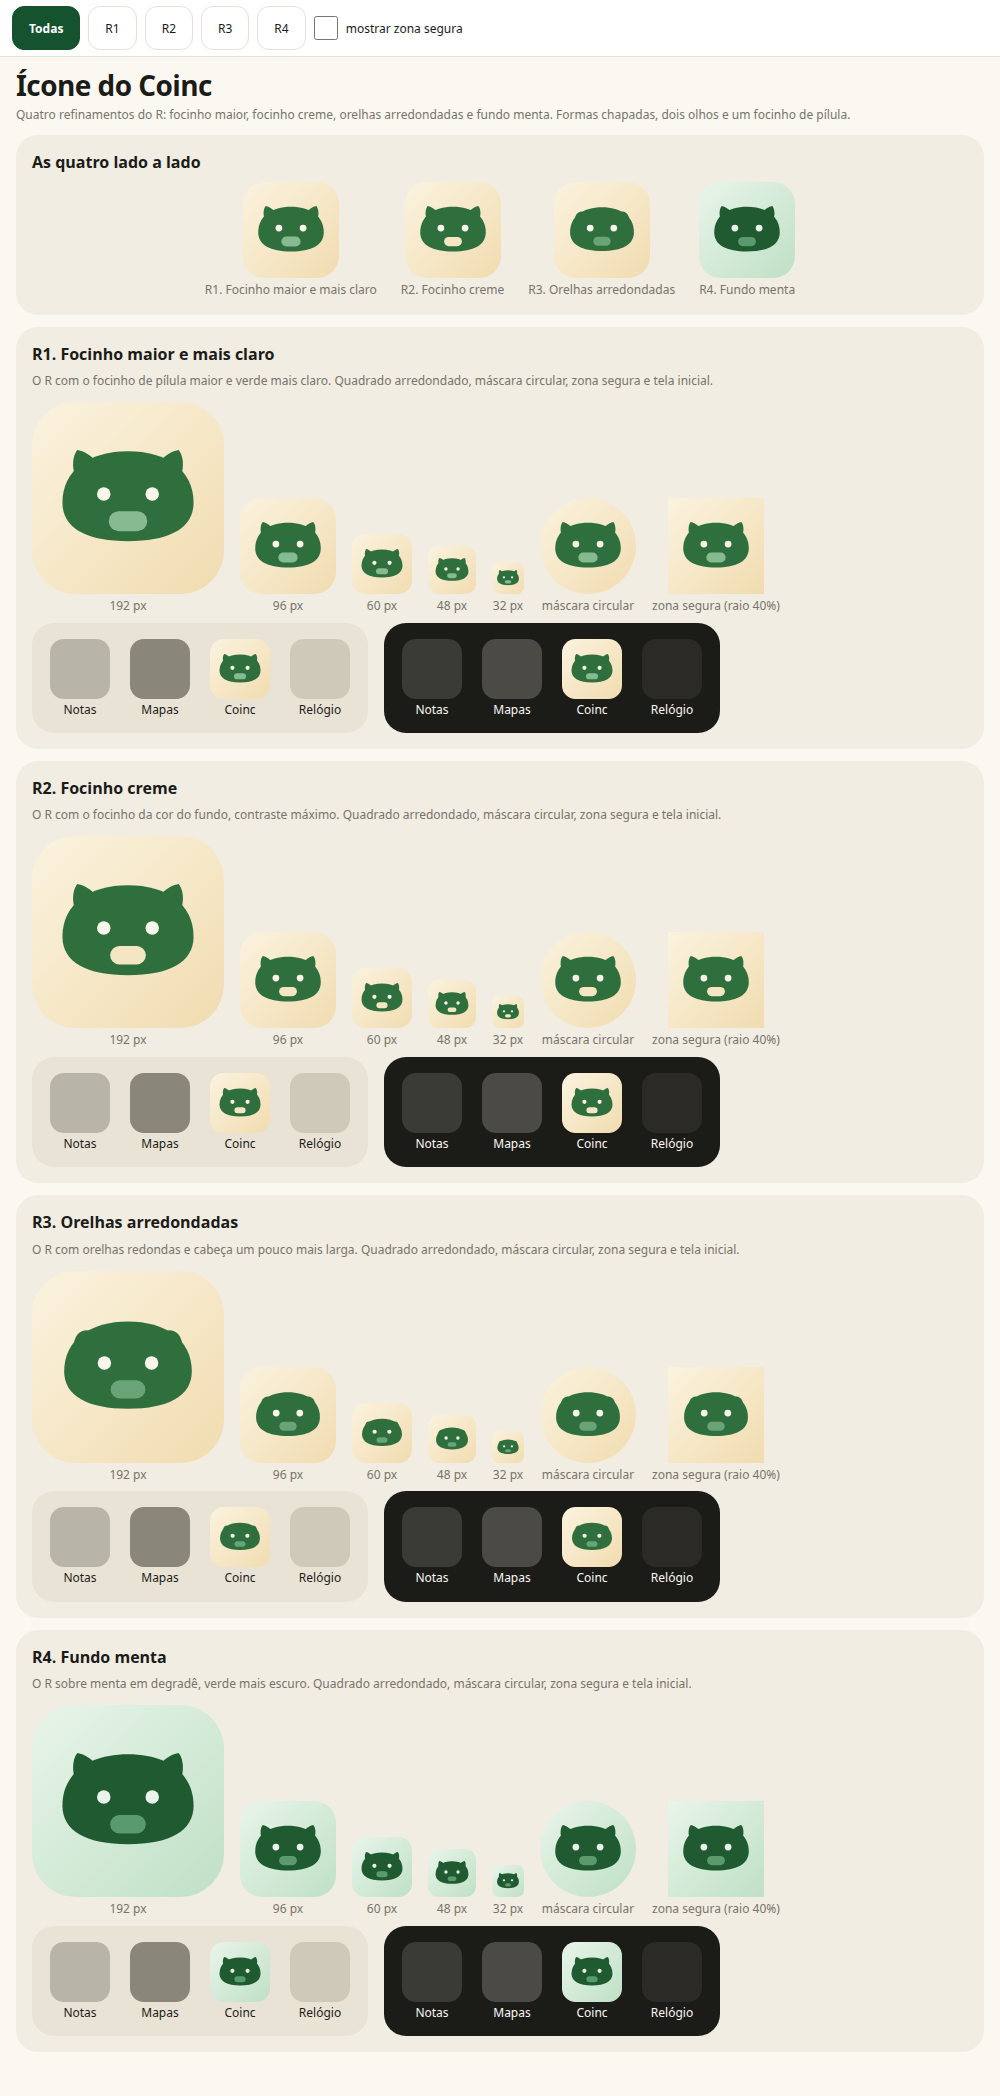 Todas R1 R2 R3 R4 mostrar zona segura
Ícone do Coinc
Quatro refinamentos do R: focinho maior, focinho creme, orelhas arredondadas e fundo menta. Formas chapadas, dois olhos e um focinho de pílula.
As quatro lado a lado
R1. Focinho maior e mais claro R2. Focinho creme R3. Orelhas arredondadas R4. Fundo menta
R1. Focinho maior e mais claro
O R com o focinho de pílula maior e verde mais claro. Quadrado arredondado, máscara circular, zona segura e tela inicial.
192 px 96 px 60 px 48 px 32 px máscara circular zona segura (raio 40%)
Notas Mapas Coinc Relógio Notas Mapas Coinc Relógio
R2. Focinho creme
O R com o focinho da cor do fundo, contraste máximo. Quadrado arredondado, máscara circular, zona segura e tela inicial.
192 px 96 px 60 px 48 px 32 px máscara circular zona segura (raio 40%)
Notas Mapas Coinc Relógio Notas Mapas Coinc Relógio
R3. Orelhas arredondadas
O R com orelhas redondas e cabeça um pouco mais larga. Quadrado arredondado, máscara circular, zona segura e tela inicial.
192 px 96 px 60 px 48 px 32 px máscara circular zona segura (raio 40%)
Notas Mapas Coinc Relógio Notas Mapas Coinc Relógio
R4. Fundo menta
O R sobre menta em degradê, verde mais escuro. Quadrado arredondado, máscara circular, zona segura e tela inicial.
192 px 96 px 60 px 48 px 32 px máscara circular zona segura (raio 40%)
Notas Mapas Coinc Relógio Notas Mapas Coinc Relógio